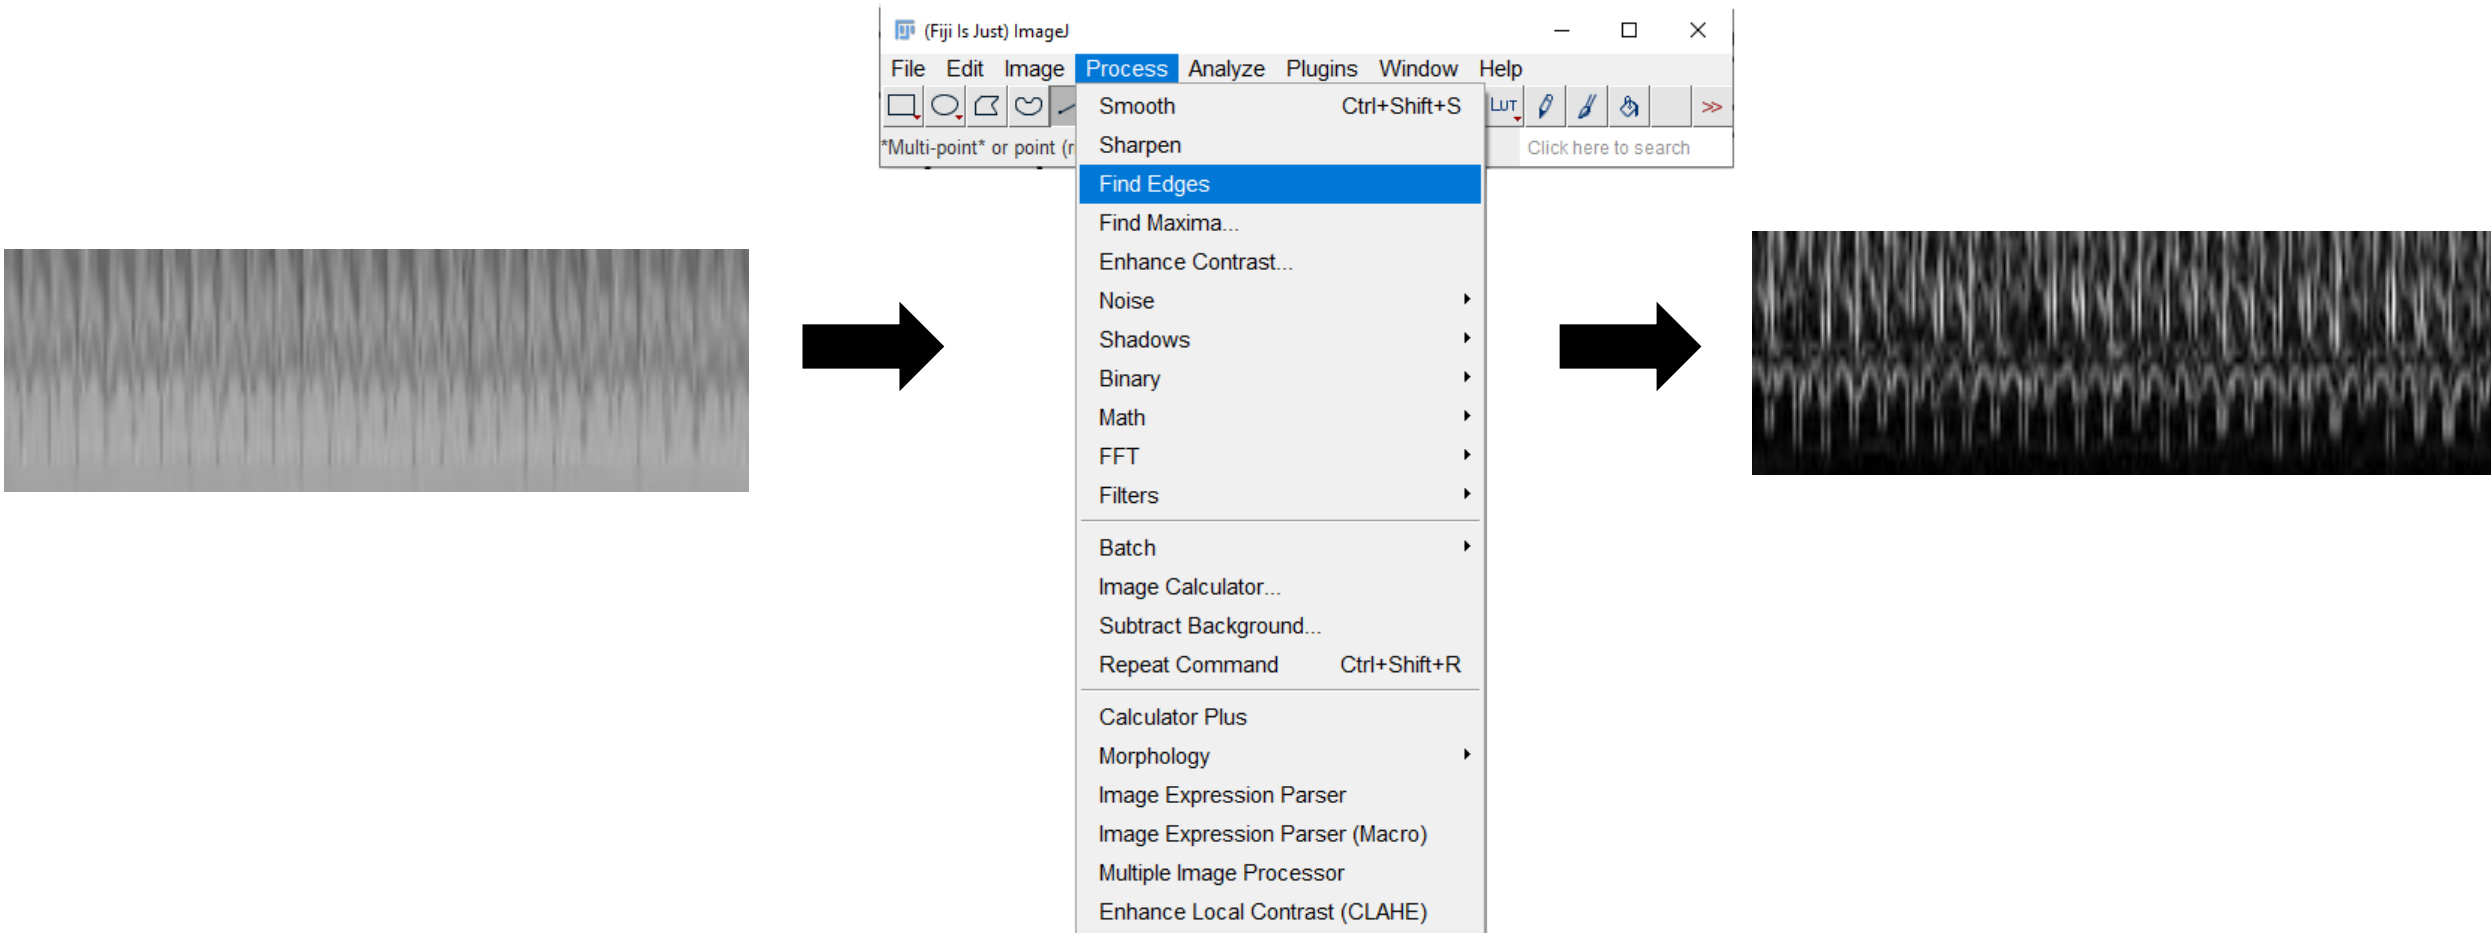 (Fiji Is Just) ImageJ
File Edit Image Process Analyze Plugins Window Help
LUT
>>
*Multi-point* or point (r
Click here to search
Smooth Ctrl+Shift+S
Sharpen
Find Edges
Find Maxima...
Enhance Contrast...
Noise
Shadows
Binary
Math
FFT
Filters
Batch
Image Calculator...
Subtract Background...
Repeat Command Ctrl+Shift+R
Calculator Plus
Morphology
Image Expression Parser
Image Expression Parser (Macro)
Multiple Image Processor
Enhance Local Contrast (CLAHE)